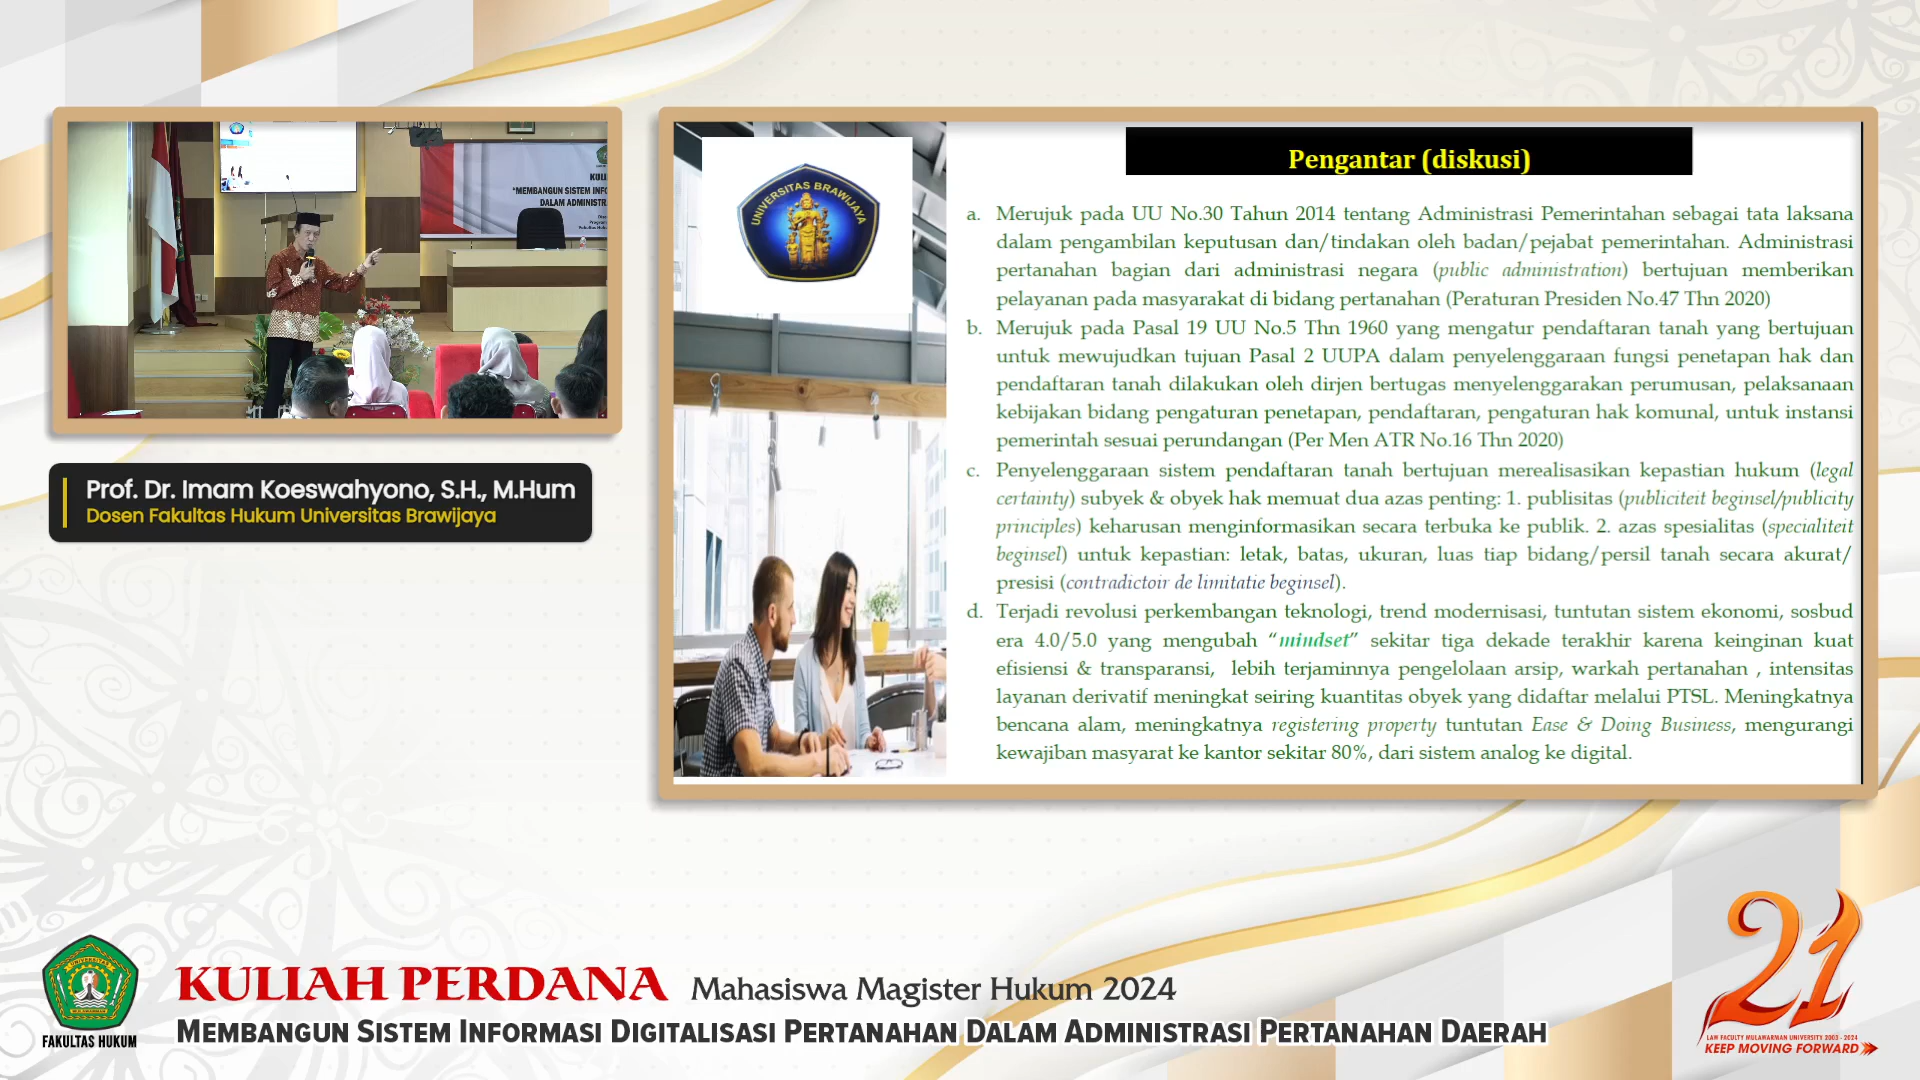 KUL
"MEMBANGUN SISTEM INFO
DALAM ADMINISTR
Prof. Dr. Imam Koeswahyono, S.H., M.Hum
Dosen Fakultas Hukum Universitas Brawijaya
UNIVERSITAS BRAWIJAYA
Pengantar (diskusi)
a. Merujuk pada UU No.30 Tahun 2014 tentang Administrasi Pemerintahan sebagai tata laksana
dalam pengambilan keputusan dan/tindakan oleh badan/pejabat pemerintahan. Administrasi
pertanahan bagian dari administrasi negara (public administration) bertujuan memberikan
pelayanan pada masyarakat di bidang pertanahan (Peraturan Presiden No.47 Thn 2020)
b. Merujuk pada Pasal 19 UU No.5 Thn 1960 yang mengatur pendaftaran tanah yang bertujuan
untuk mewujudkan tujuan Pasal 2 UUPA dalam penyelenggaraan fungsi penetapan hak dan
pendaftaran tanah dilakukan oleh dirjen bertugas menyelenggarakan perumusan, pelaksanaan
kebijakan bidang pengaturan penetapan, pendaftaran, pengaturan hak komunal, untuk instansi
pemerintah sesuai perundangan (Per Men ATR No.16 Thn 2020)
c. Penyelenggaraan sistem pendaftaran tanah bertujuan merealisasikan kepastian hukum (legal
certainty) subyek & obyek hak memuat dua azas penting: 1. publisitas (publiciteit beginsel/publicity
principles) keharusan menginformasikan secara terbuka ke publik. 2. azas spesialitas (specialiteit
beginsel) untuk kepastian: letak, batas, ukuran, luas tiap bidang/persil tanah secara akurat/
presisi (contradictoir de limitatie beginsel).
d. Terjadi revolusi perkembangan teknologi, trend modernisasi, tuntutan sistem ekonomi, sosbud
era 4.0/5.0 yang mengubah “mindset” sekitar tiga dekade terakhir karena keinginan kuat
efisiensi & transparansi, lebih terjaminnya pengelolaan arsip, warkah pertanahan , intensitas
layanan derivatif meningkat seiring kuantitas obyek yang didaftar melalui PTSL. Meningkatnya
bencana alam, meningkatnya registering property tuntutan Ease & Doing Business, mengurangi
kewajiban masyarat ke kantor sekitar 80%, dari sistem analog ke digital.
FAKULTAS HUKUM
KULIAH PERDANA Mahasiswa Magister Hukum 2024
MEMBANGUN SISTEM INFORMASI DIGITALISASI PERTANAHAN DALAM ADMINISTRASI PERTANAHAN DAERAH
21
LAW FACULTY MULAWARMAN UNIVERSITY 2003 - 2024
KEEP MOVING FORWARD